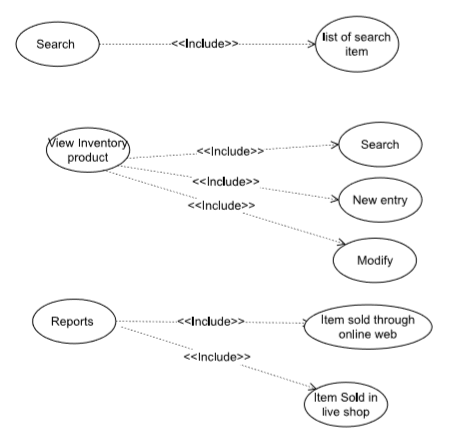 Search
<<Include>>
list of search
item
View Inventory
product
<<Include>>
Search
<<Include>>
New entry
<<Include>>
Modify
Reports
<<Include>>
Item sold through
online web
<<Include>>
Item Sold in
live shop